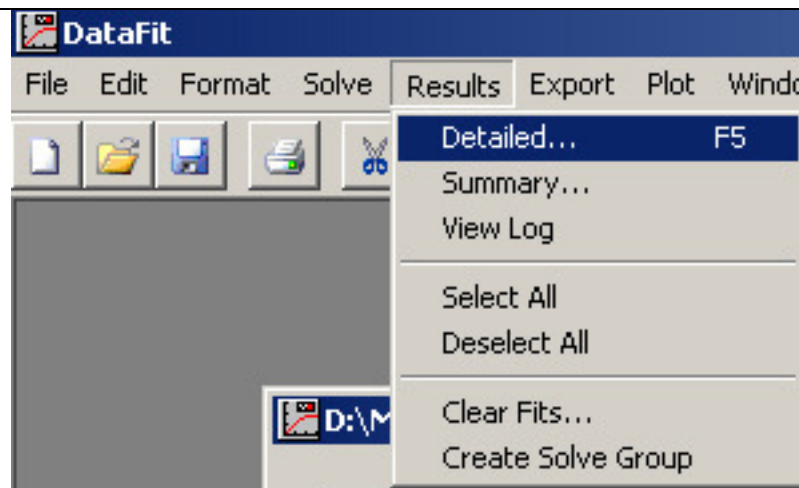 DataFit
File Edit Format Solve Results Export Plot
Detailed... F5
Summary...
View Log
Select All
Deselect All
Clear Fits...
Create Solve Group